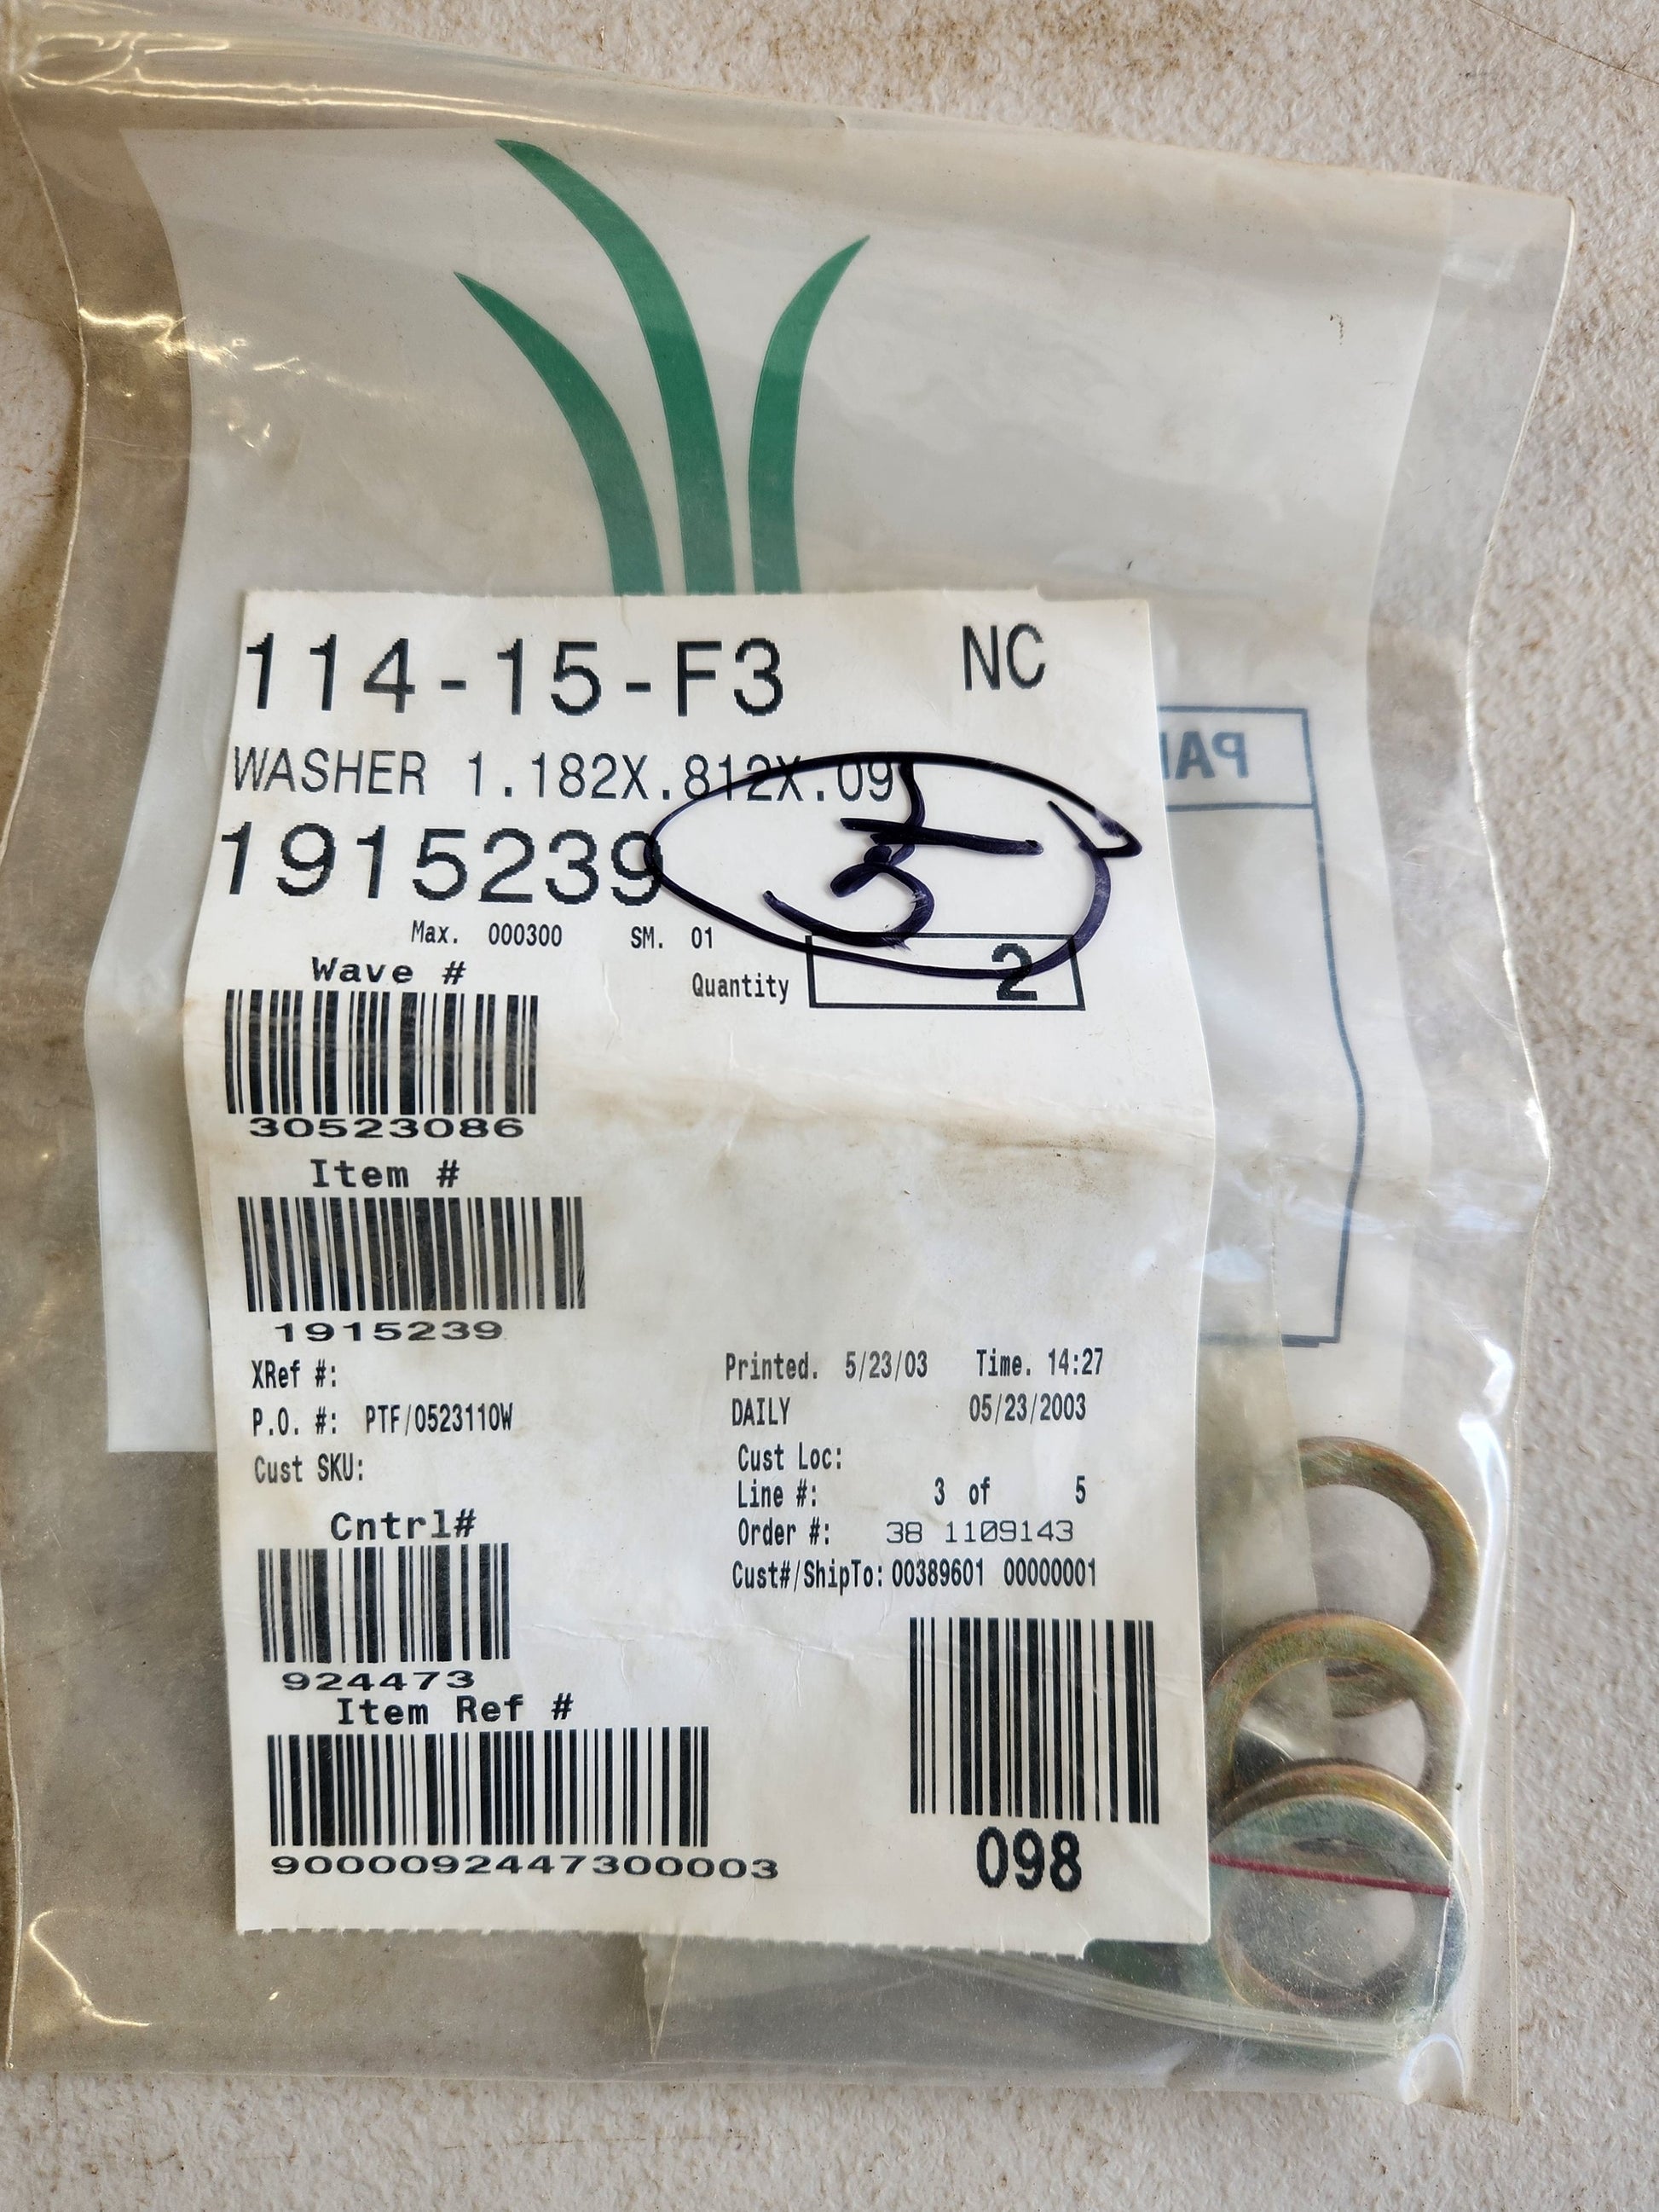 114-15-F3 NC
WASHER 1.182X.812X.09
1915239
5
Max. 000300 SM. 01
Quantity 2
Wave #
30523086
Item #
1915239
XRef #:
P.O. #: PTF/0523110W
Cust SKU:
Printed. 5/23/03 Time. 14:27
DAILY 05/23/2003
Cust Loc:
Line #: 3 of 5
Order #: 38 1109143
Cust#/ShipTo: 00389601 00000001
Cntrl#
924473
Item Ref #
9000092447300003
098